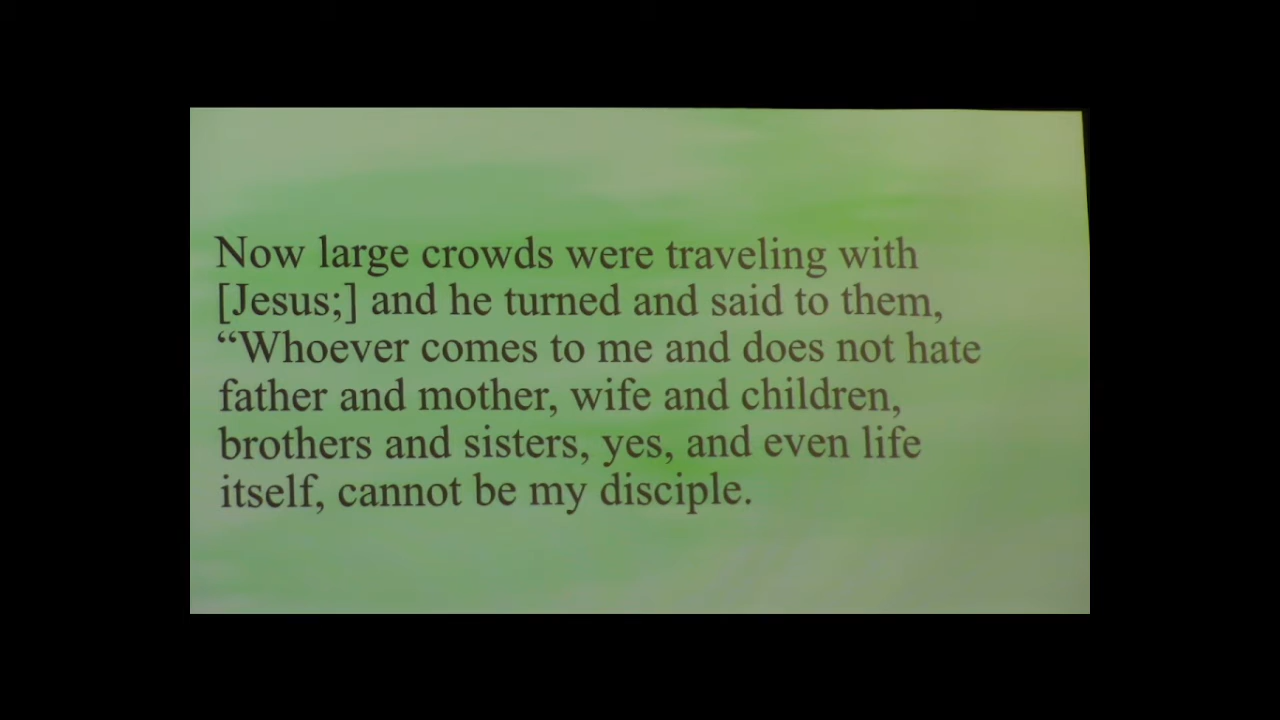 Now large crowds were traveling with
[Jesus;] and he turned and said to them,
“Whoever comes to me and does not hate
father and mother, wife and children,
brothers and sisters, yes, and even life
itself, cannot be my disciple.